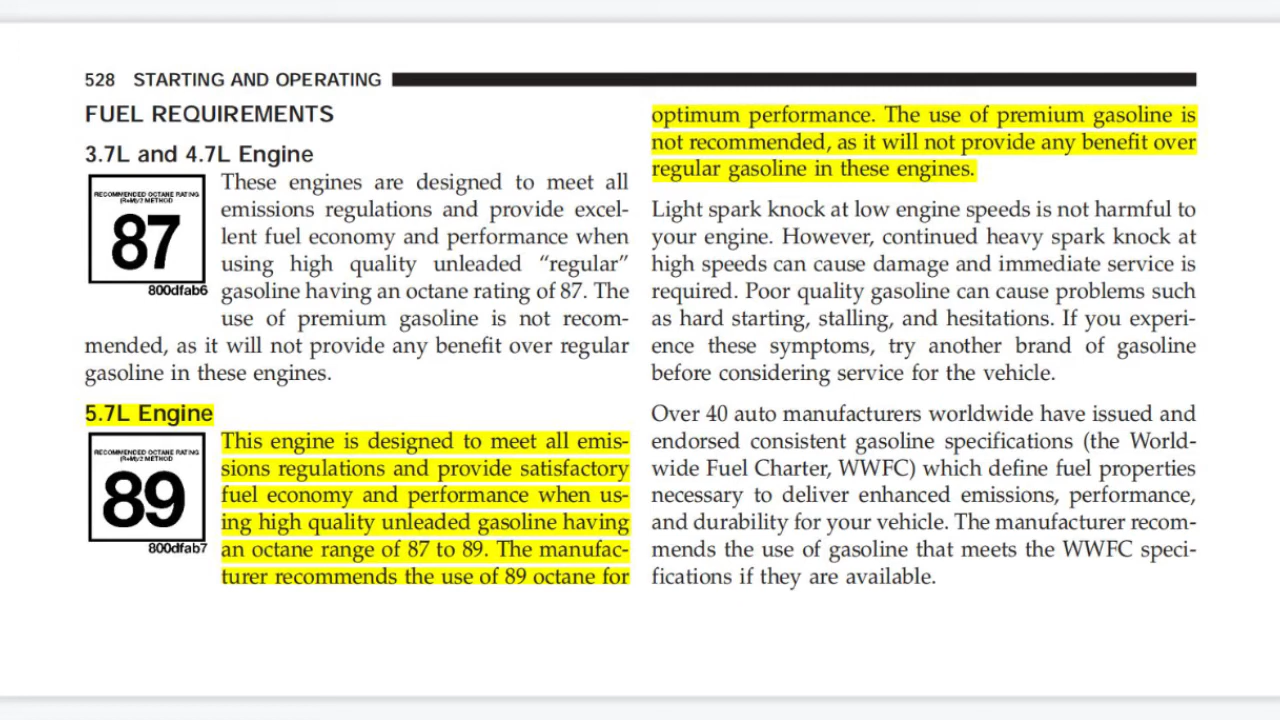 528 STARTING AND OPERATING
FUEL REQUIREMENTS
3.7L and 4.7L Engine
RECOMMENDED OCTANE RATING
(R+M)/2 METHOD
87
800dfab6
These engines are designed to meet all
emissions regulations and provide excel-
lent fuel economy and performance when
using high quality unleaded “regular”
gasoline having an octane rating of 87. The
use of premium gasoline is not recom-
mended, as it will not provide any benefit over regular
gasoline in these engines.
5.7L Engine
RECOMMENDED OCTANE RATING
(R+M)/2 METHOD
89
800dfab7
This engine is designed to meet all emis-
sions regulations and provide satisfactory
fuel economy and performance when us-
ing high quality unleaded gasoline having
an octane range of 87 to 89. The manufac-
turer recommends the use of 89 octane for
optimum performance. The use of premium gasoline is
not recommended, as it will not provide any benefit over
regular gasoline in these engines.
Light spark knock at low engine speeds is not harmful to
your engine. However, continued heavy spark knock at
high speeds can cause damage and immediate service is
required. Poor quality gasoline can cause problems such
as hard starting, stalling, and hesitations. If you experi-
ence these symptoms, try another brand of gasoline
before considering service for the vehicle.
Over 40 auto manufacturers worldwide have issued and
endorsed consistent gasoline specifications (the World-
wide Fuel Charter, WWFC) which define fuel properties
necessary to deliver enhanced emissions, performance,
and durability for your vehicle. The manufacturer recom-
mends the use of gasoline that meets the WWFC speci-
fications if they are available.